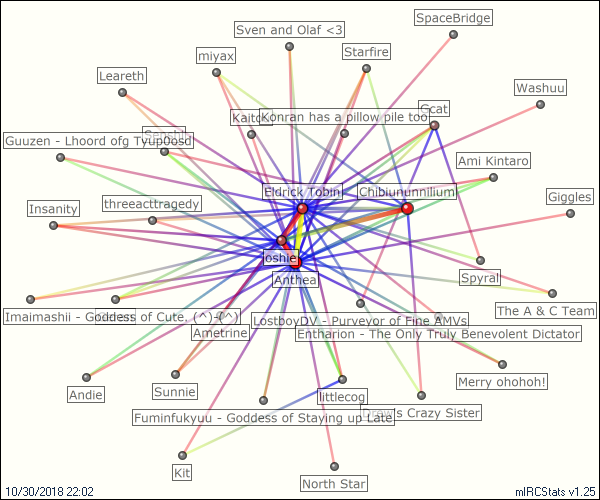 SpaceBridge
Sven and Olaf <3
miyax
Starfire
Leareth
Washuu
Gcat
Konran has a pillow pile too
Guuzen - Lhoord ofg Tyup0osd
Ami Kintaro
Eldrick Tobin
Chibiununnilium
Giggles
Insanity
threeactragedy
oshie
Anthea
Spyral
The A & C Team
Imaimashii - Goddess of Cute. (^)-(^)
LostboyDV - Purveyor of Fine AMVs
Ametrine
Entharion - The Only Truly Benevolent Dictator
Merry ohohoh!
Andie
Sunnie
littlecog
Fuminfukyuu - Goddess of Staying up Late
's Crazy Sister
Kit
North Star
10/30/2018 22:02
mIRCStats v1.25